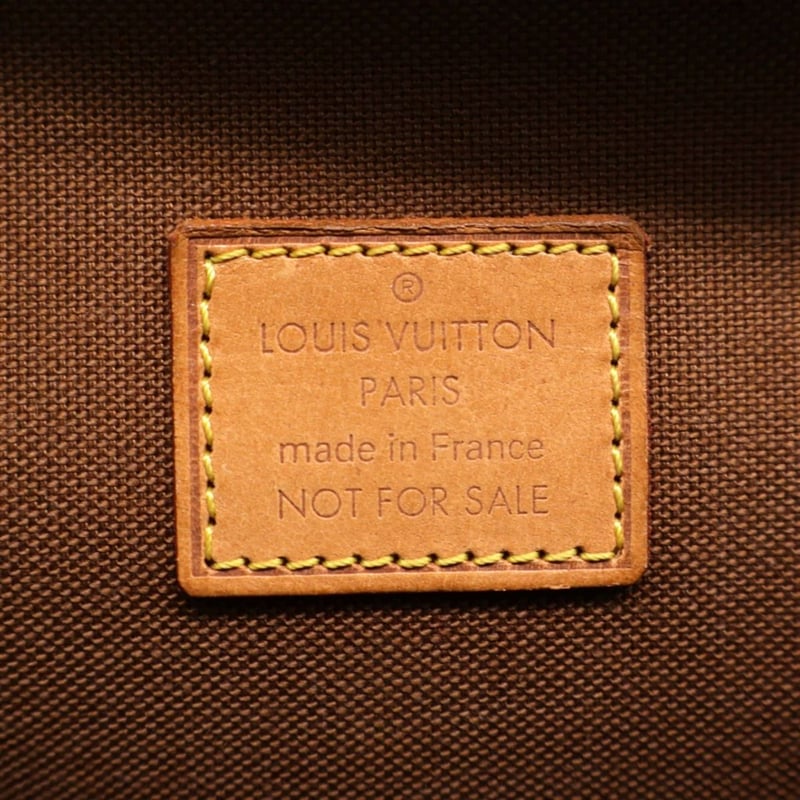 ®
LOUIS VUITTON
PARIS
made in France
NOT FOR SALE